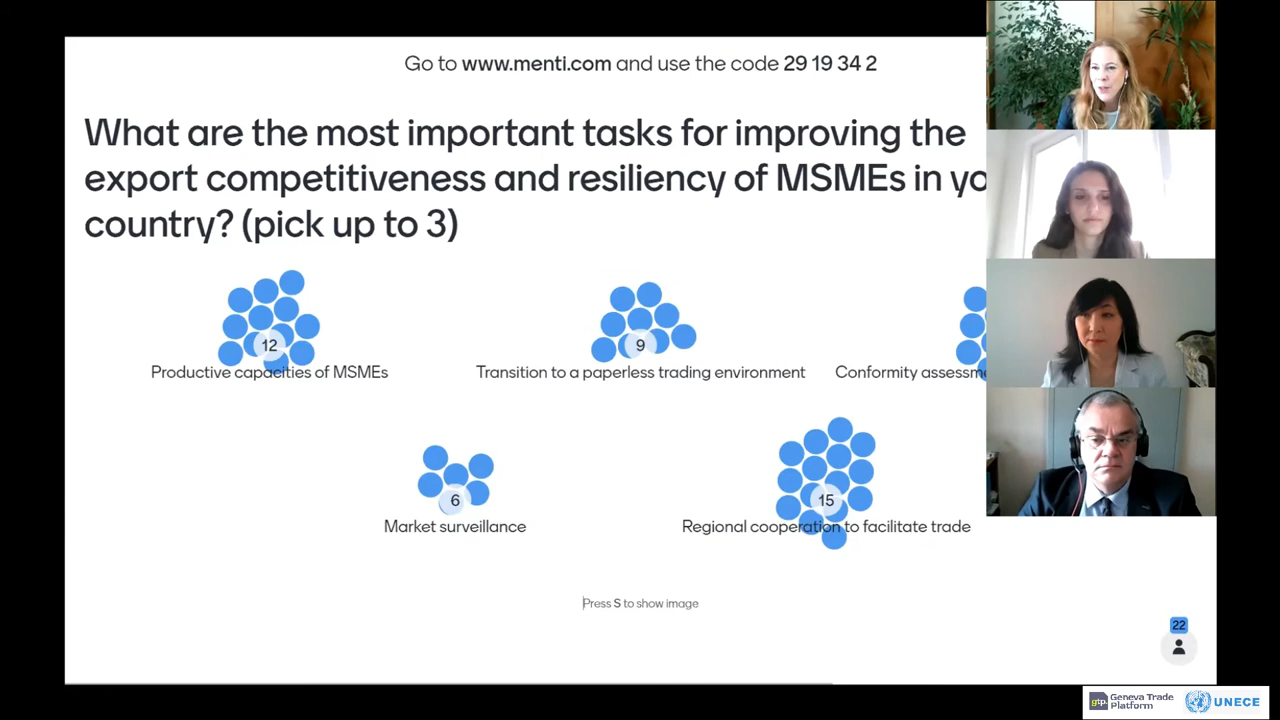 Go to www.menti.com and use the code 29 19 34 2
What are the most important tasks for improving the
export competitiveness and resiliency of MSMEs in
country? (pick up to 3)
12
9
Productive capacities of MSMEs
Transition to a paperless trading environment
Conformity
6
15
Market surveillance
Regional cooperation to facilitate trade
Press S to show image
22
gtp Geneva Trade
Platform
UNECE